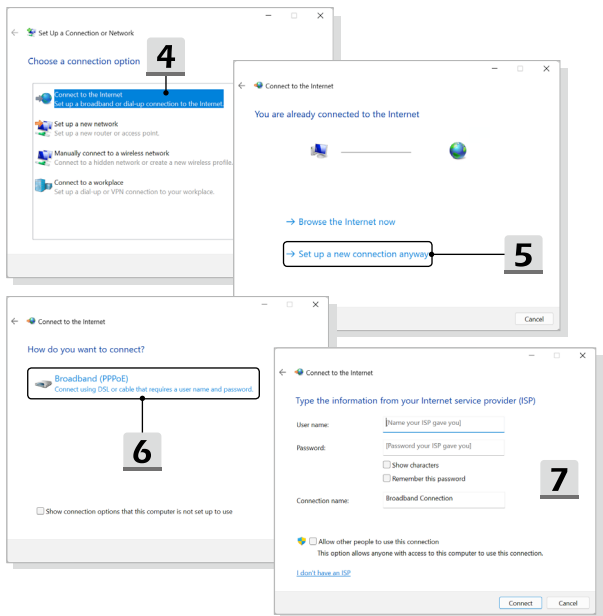 Set Up a Connection or Network
Choose a connection option
4
Connect to the Internet
Set up a broadband or dial-up connection to the Internet.
Set up a new network
Set up a new router or access point.
Manually connect to a wireless network
Connect to a hidden network or create a new wireless profile.
Connect to a workplace
Set up a dial-up or VPN connection to your workplace.
Connect to the Internet
You are already connected to the Internet
→ Browse the Internet now
→ Set up a new connection anyway
5
Cancel
Connect to the Internet
How do you want to connect?
Broadband (PPPoE)
Connect using DSL or cable that requires a user name and password.
6
Show connection options that this computer is not set up to use
Connect to the Internet
Type the information from your Internet service provider (ISP)
User name:
[Name your ISP gave you]
Password:
[Password your ISP gave you]
Show characters
Remember this password
7
Connection name:
Broadband Connection
Allow other people to use this connection
This option allows anyone with access to this computer to use this connection.
I don't have an ISP
Connect
Cancel